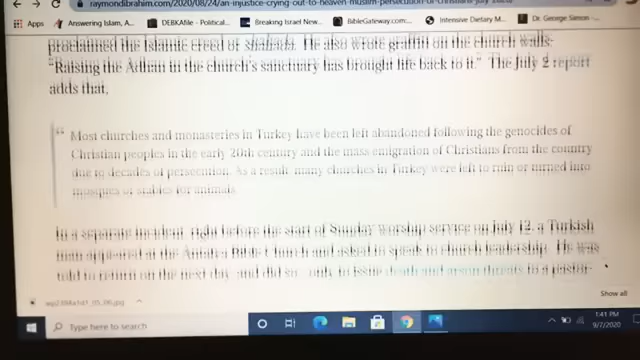 raymondibrahim.com/2020/08/24/an-injustice-crying-out-to-heaven-muslim-persecution-of-christians-july-2020/
Apps Answering Islam, A... DEBKAfile - Political... Breaking Israel New... BibleGateway.com:... Intensive Dietary M... Dr. George Simon -...
proclaimed the Islamic creed of shahada. He also wrote graffiti on the church walls:
"Raising the Adhan in the church's sanctuary has brought life back to it." The July 2 report
adds that,
“ Most churches and monasteries in Turkey have been left abandoned following the genocides of
Christian peoples in the early 20th century and the mass emigration of Christians from the country
due to decades of persecution. As a result, many churches in Turkey were left to ruin or turned into
mosques or stables for animals
In a separate incident, right before the start of Sunday worship service on July 12, a Turkish
man appeared at the Antalya Bible Church and asked to speak to church leadership. He was
told to return on the next day, and did so—only to issue death and arson threats to a pastor
Show all
Type here to search
1:41 PM
9/7/2020